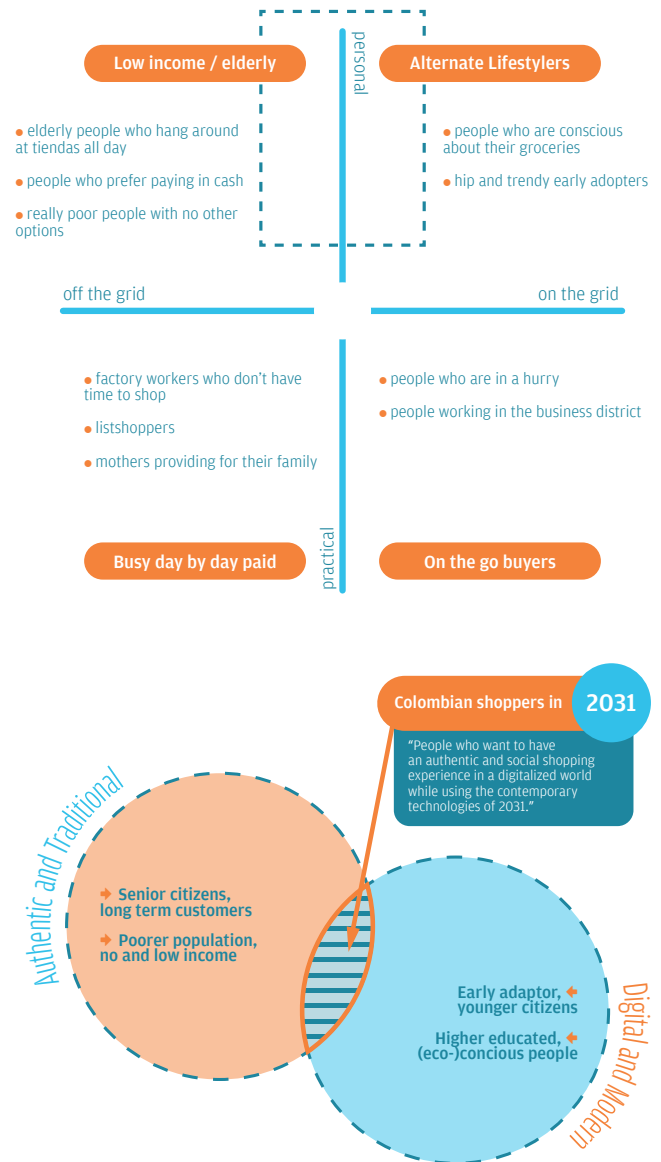 Low income / elderly
personal
Alternate Lifestylers
• elderly people who hang around
at tiendas all day
• people who prefer paying in cash
• really poor people with no other
options
• people who are conscious
about their groceries
• hip and trendy early adopters
off the grid
on the grid
• factory workers who don't have
time to shop
• listshoppers
• mothers providing for their family
• people who are in a hurry
• people working in the business district
Busy day by day paid
practical
On the go buyers
Colombian shoppers in 2031
"People who want to have
an authentic and social shopping
experience in a digitalized world
while using the contemporary
technologies of 2031."
Authentic and Traditional
Senior citizens,
long term customers
Poorer population,
no and low income
Early adaptor,
younger citizens
Higher educated,
(eco-)concious people
Digital and Modern